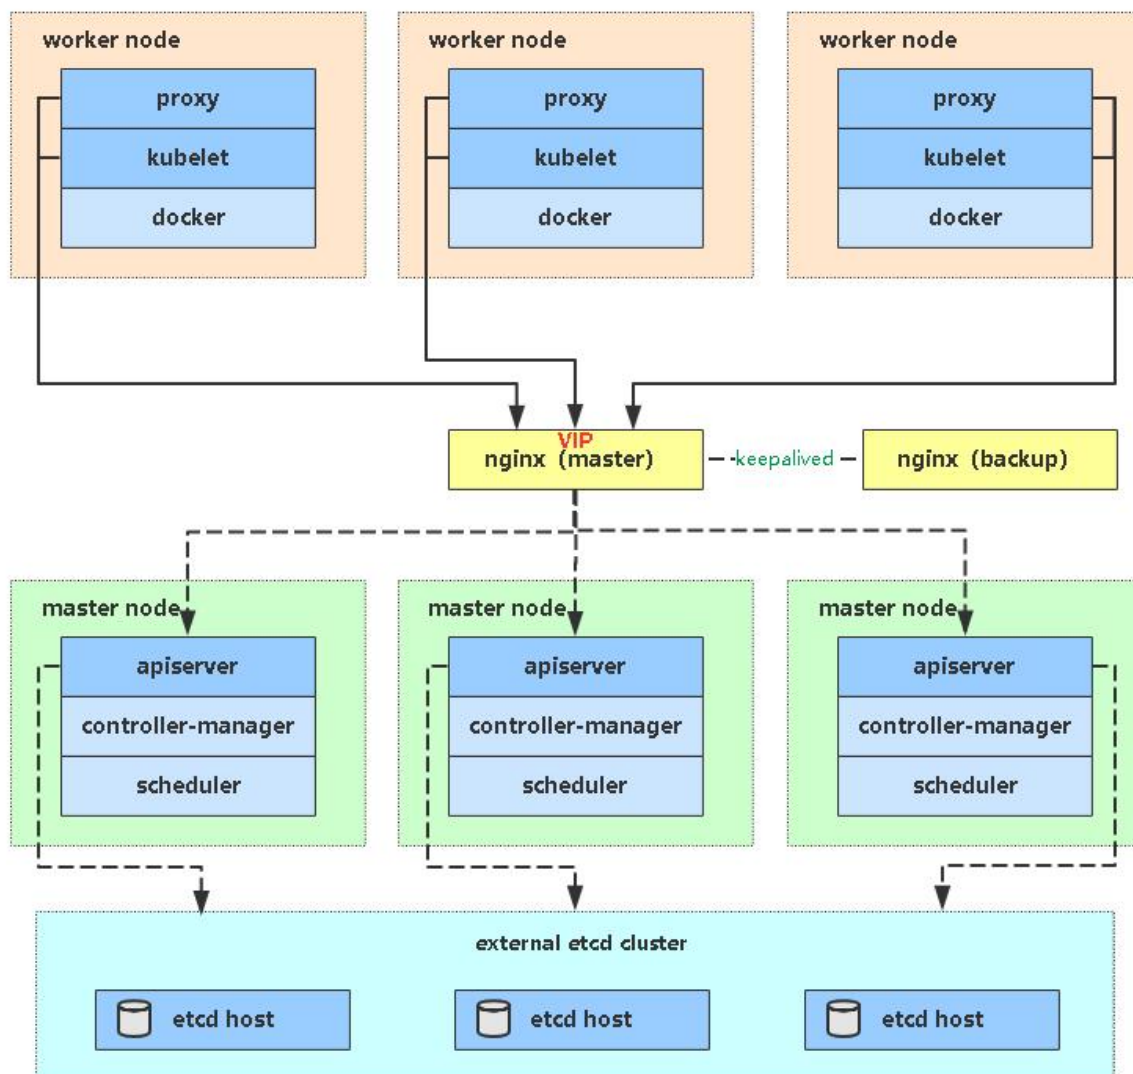 worker node
worker node
worker node
proxy
proxy
proxy
kubelet
kubelet
kubelet
docker
docker
docker
VIP
nginx (master)
keepalived
nginx (backup)
master node
master node
master node
apiserver
apiserver
apiserver
controller-manager
controller-manager
controller-manager
scheduler
scheduler
scheduler
external etcd cluster
etcd host
etcd host
etcd host